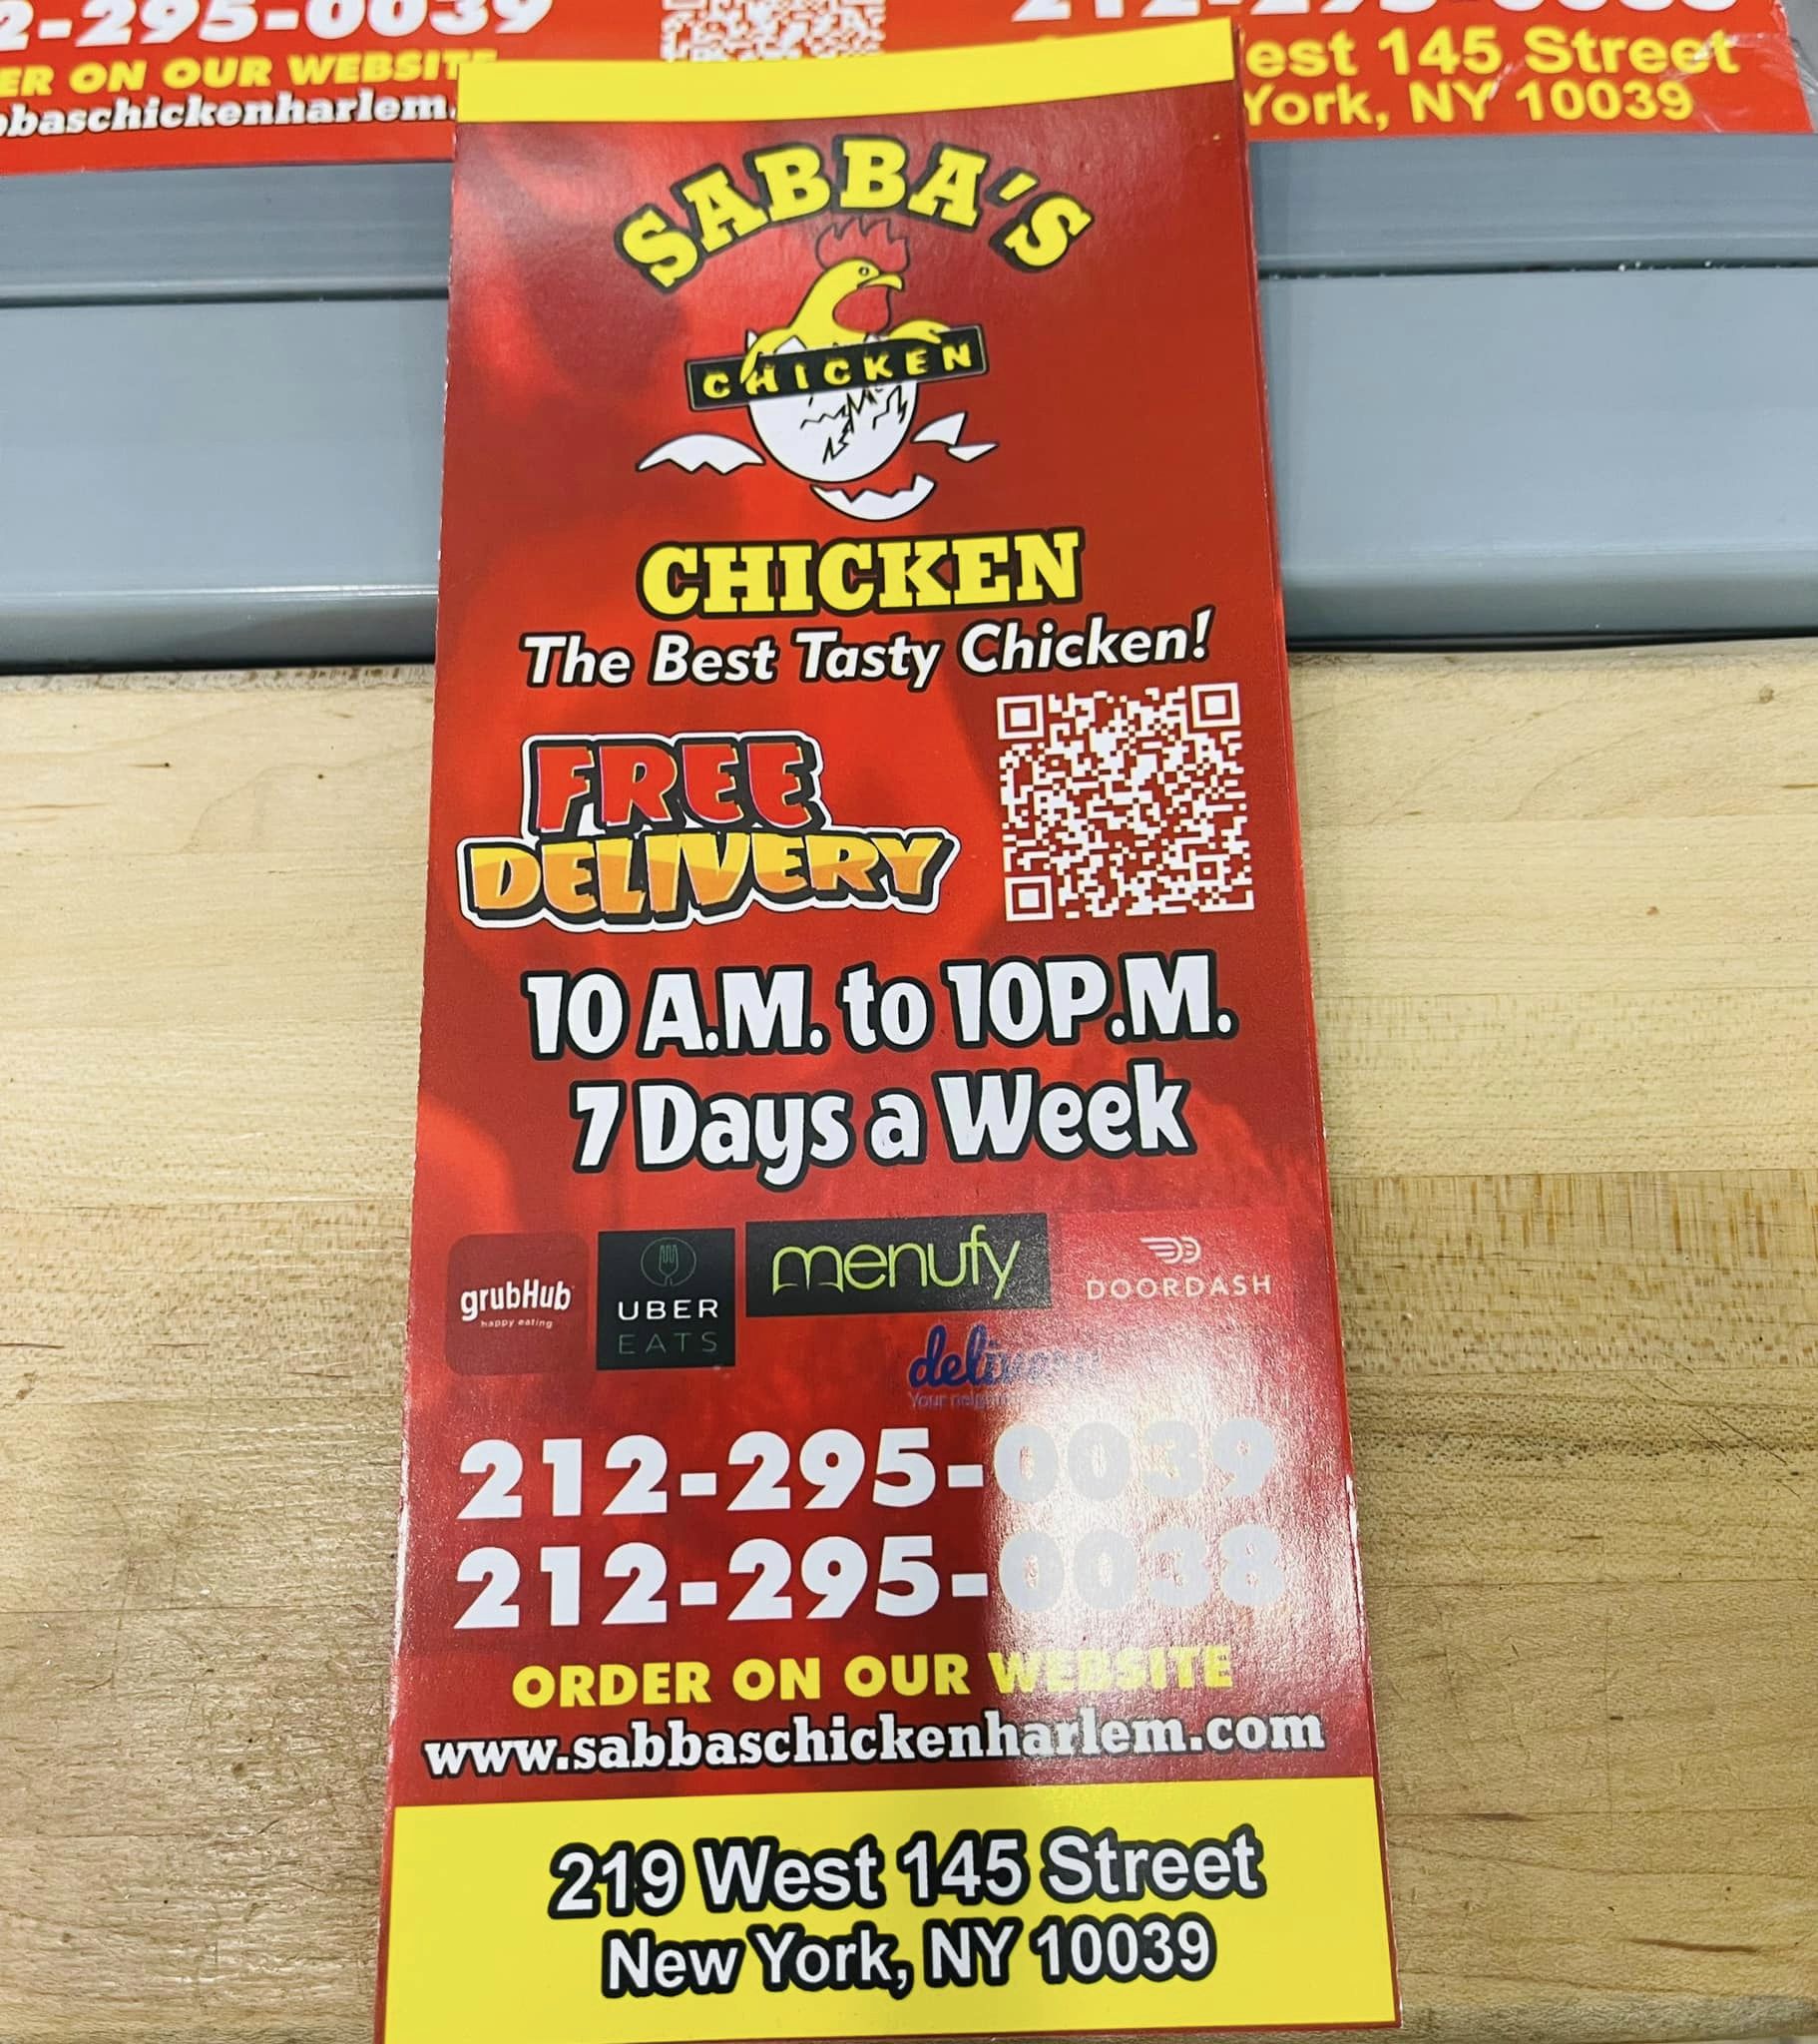 2-295-0039
ER ON OUR WEBSITE
bbaschickenharlem.
est 145 Street
York, NY 10039
SABBA'S
CHICKEN
CHICKEN
The Best Tasty Chicken!
FREE
DELIVERY
10 A.M. to 10P.M.
7 Days a Week
grubHub
happy eating
UBER
EATS
menufy
DOORDASH
delivery
Your
212-295-0039
212-295-0038
ORDER ON OUR WEBSITE
www.sabbaschickenharlem.com
219 West 145 Street
New York, NY 10039